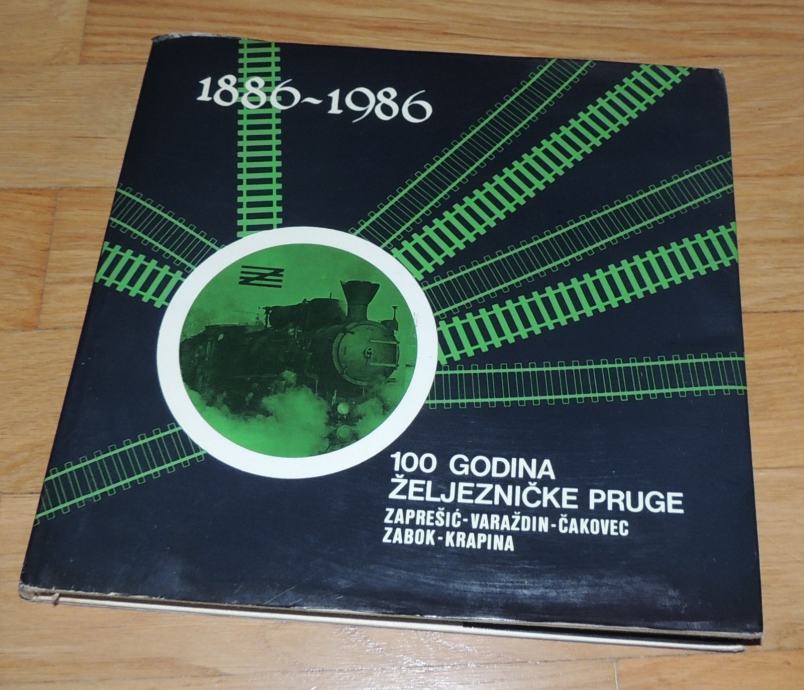 1886~1986
100 GODINA
ŽELJEZNIČKE PRUGE
ZAPREŠIĆ-VARAŽDIN-ČAKOVEC
ZABOK-KRAPINA